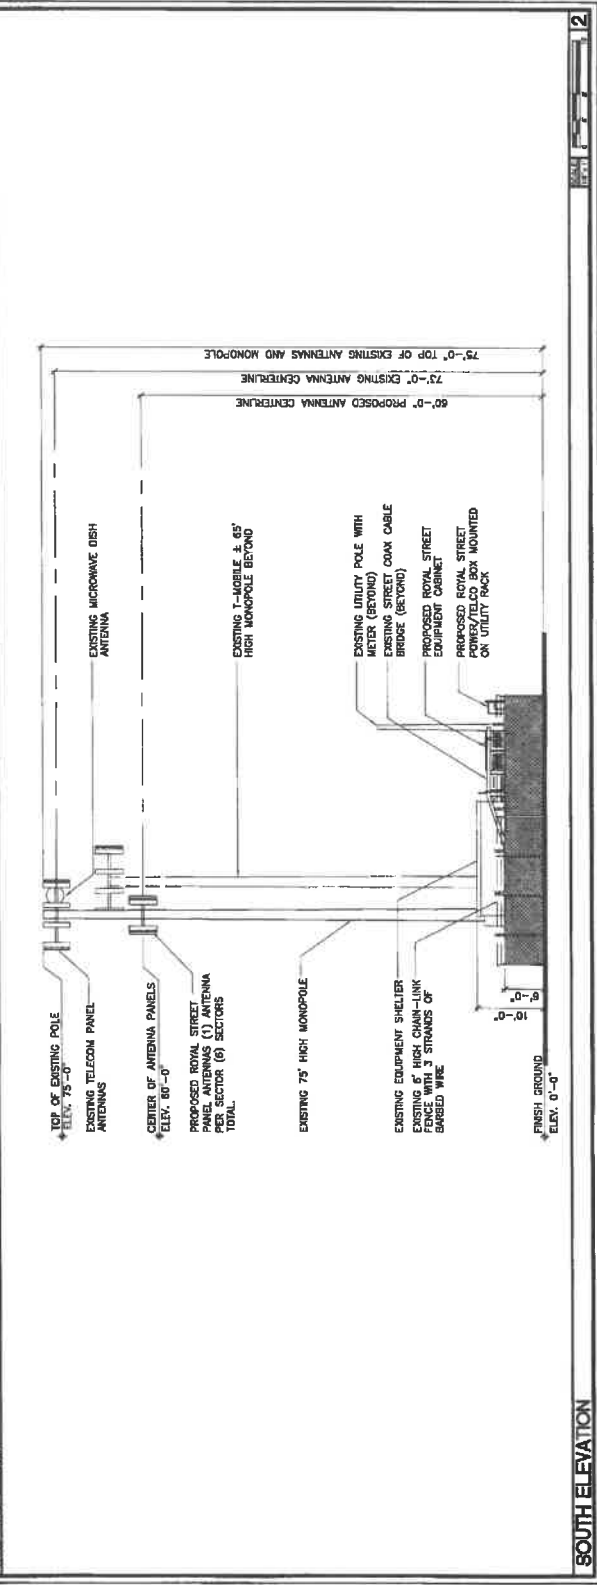 TOP OF EXISTING POLE
ELEV. 75'-0"
EXISTING TELECOM PANEL
ANTENNAS
CENTER OF ANTENNA PANELS
ELEV. 60'-0"
PROPOSED ROYAL STREET
PANEL ANTENNAS (1) ANTENNA
PER SECTOR (6) SECTORS
TOTAL.
EXISTING 75' HIGH MONOPOLE
EXISTING EQUIPMENT SHELTER
EXISTING 6' HIGH CHAIN-LINK
FENCE WITH 3 STRANDS OF
BARBED WIRE
FINISH GROUND
ELEV. 0'-0"
10'-0"
6'-0"
EXISTING MICROWAVE DISH
ANTENNA
EXISTING T-MOBILE ± 65'
HIGH MONOPOLE BEYOND
EXISTING UTILITY POLE WITH
METER (BEYOND)
EXISTING STREET COAX CABLE
BRIDGE (BEYOND)
PROPOSED ROYAL STREET
EQUIPMENT CABINET
PROPOSED ROYAL STREET
POWER/TELCO BOX MOUNTED
ON UTILITY RACK
60'-0" PROPOSED ANTENNA CENTERLINE
73'-0" EXISTING ANTENNA CENTERLINE
75'-0" TOP OF EXISTING ANTENNAS AND MONOPOLE
SOUTH ELEVATION
2